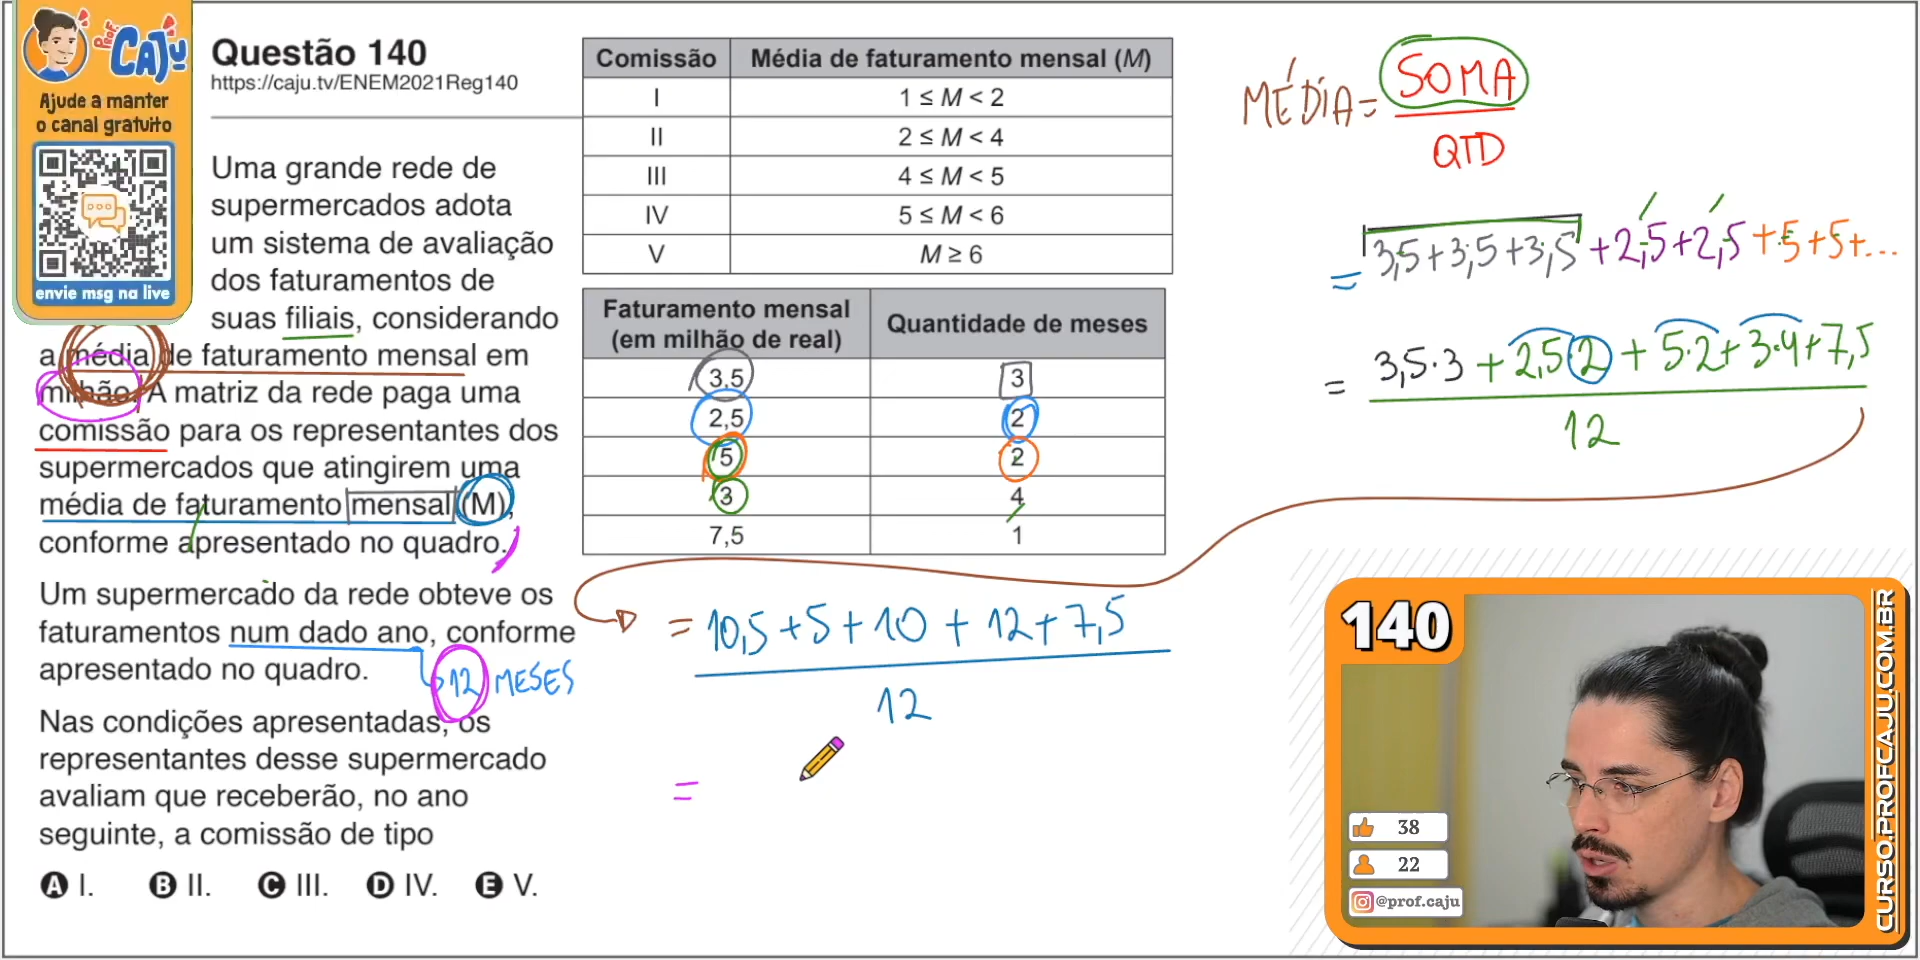 PROF. CAJU
Ajude a manter
o canal gratuito
envie msg na live
Questão 140
https://caju.tv/ENEM2021Reg140
Uma grande rede de
supermercados adota
um sistema de avaliação
dos faturamentos de
suas filiais, considerando
a média de faturamento mensal em
milhão. A matriz da rede paga uma
comissão para os representantes dos
supermercados que atingirem uma
média de faturamento mensal (M),
conforme apresentado no quadro.
Um supermercado da rede obteve os
faturamentos num dado ano, conforme
apresentado no quadro.
12 MESES
Nas condições apresentadas, os
representantes desse supermercado
avaliam que receberão, no ano
seguinte, a comissão de tipo
A I. B II. C III. D IV. E V.
Comissão Média de faturamento mensal (M)
I 1 ≤ M < 2
II 2 ≤ M < 4
III 4 ≤ M < 5
IV 5 ≤ M < 6
V M ≥ 6
Faturamento mensal
(em milhão de real) Quantidade de meses
3,5 3
2,5 2
5 2
3 4
7,5 1
= 10,5 + 5 + 10 + 12 + 7,5
12
=
MÉDIA = SOMA
QTD
= 3,5 + 3,5 + 3,5 + 2,5 + 2,5 + 5 + 5 + ...
= 3,5·3 + 2,5·2 + 5·2 + 3·4 + 7,5
12
140
38
22
@prof.caju
CURSO.PROFCAJU.COM.BR